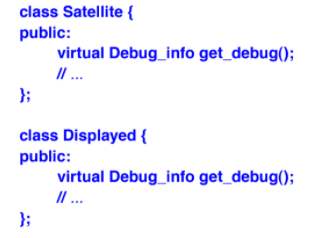 class Satellite {
public:
virtual Debug_info get_debug();
// ...
};
class Displayed {
public:
virtual Debug_info get_debug();
// ...
};